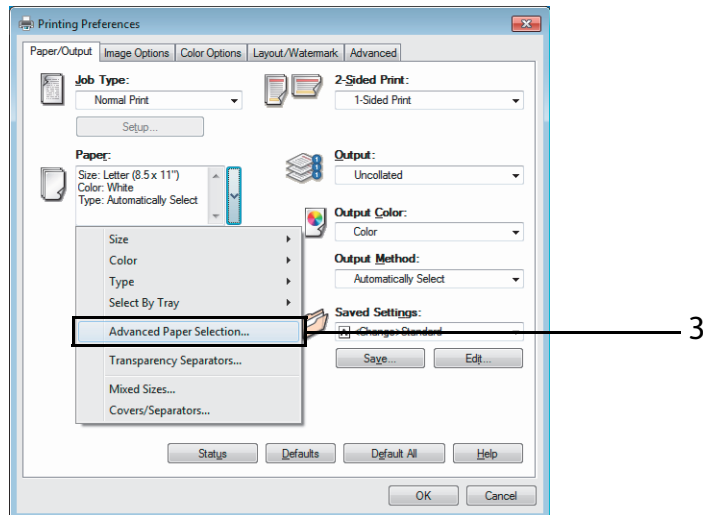 Printing Preferences
Paper/Output Image Options Color Options Layout/Watermark Advanced
Job Type:
Normal Print
Setup...
2-Sided Print:
1-Sided Print
Paper:
Size: Letter (8.5 x 11")
Color: White
Type: Automatically Select
Output:
Uncollated
Output Color:
Color
Output Method:
Automatically Select
Size
Color
Type
Select By Tray
Advanced Paper Selection...
Transparency Separators...
Mixed Sizes...
Covers/Separators...
Saved Settings:
<Change> Standard
3
Save... Edit...
Status Defaults Default All Help
OK Cancel